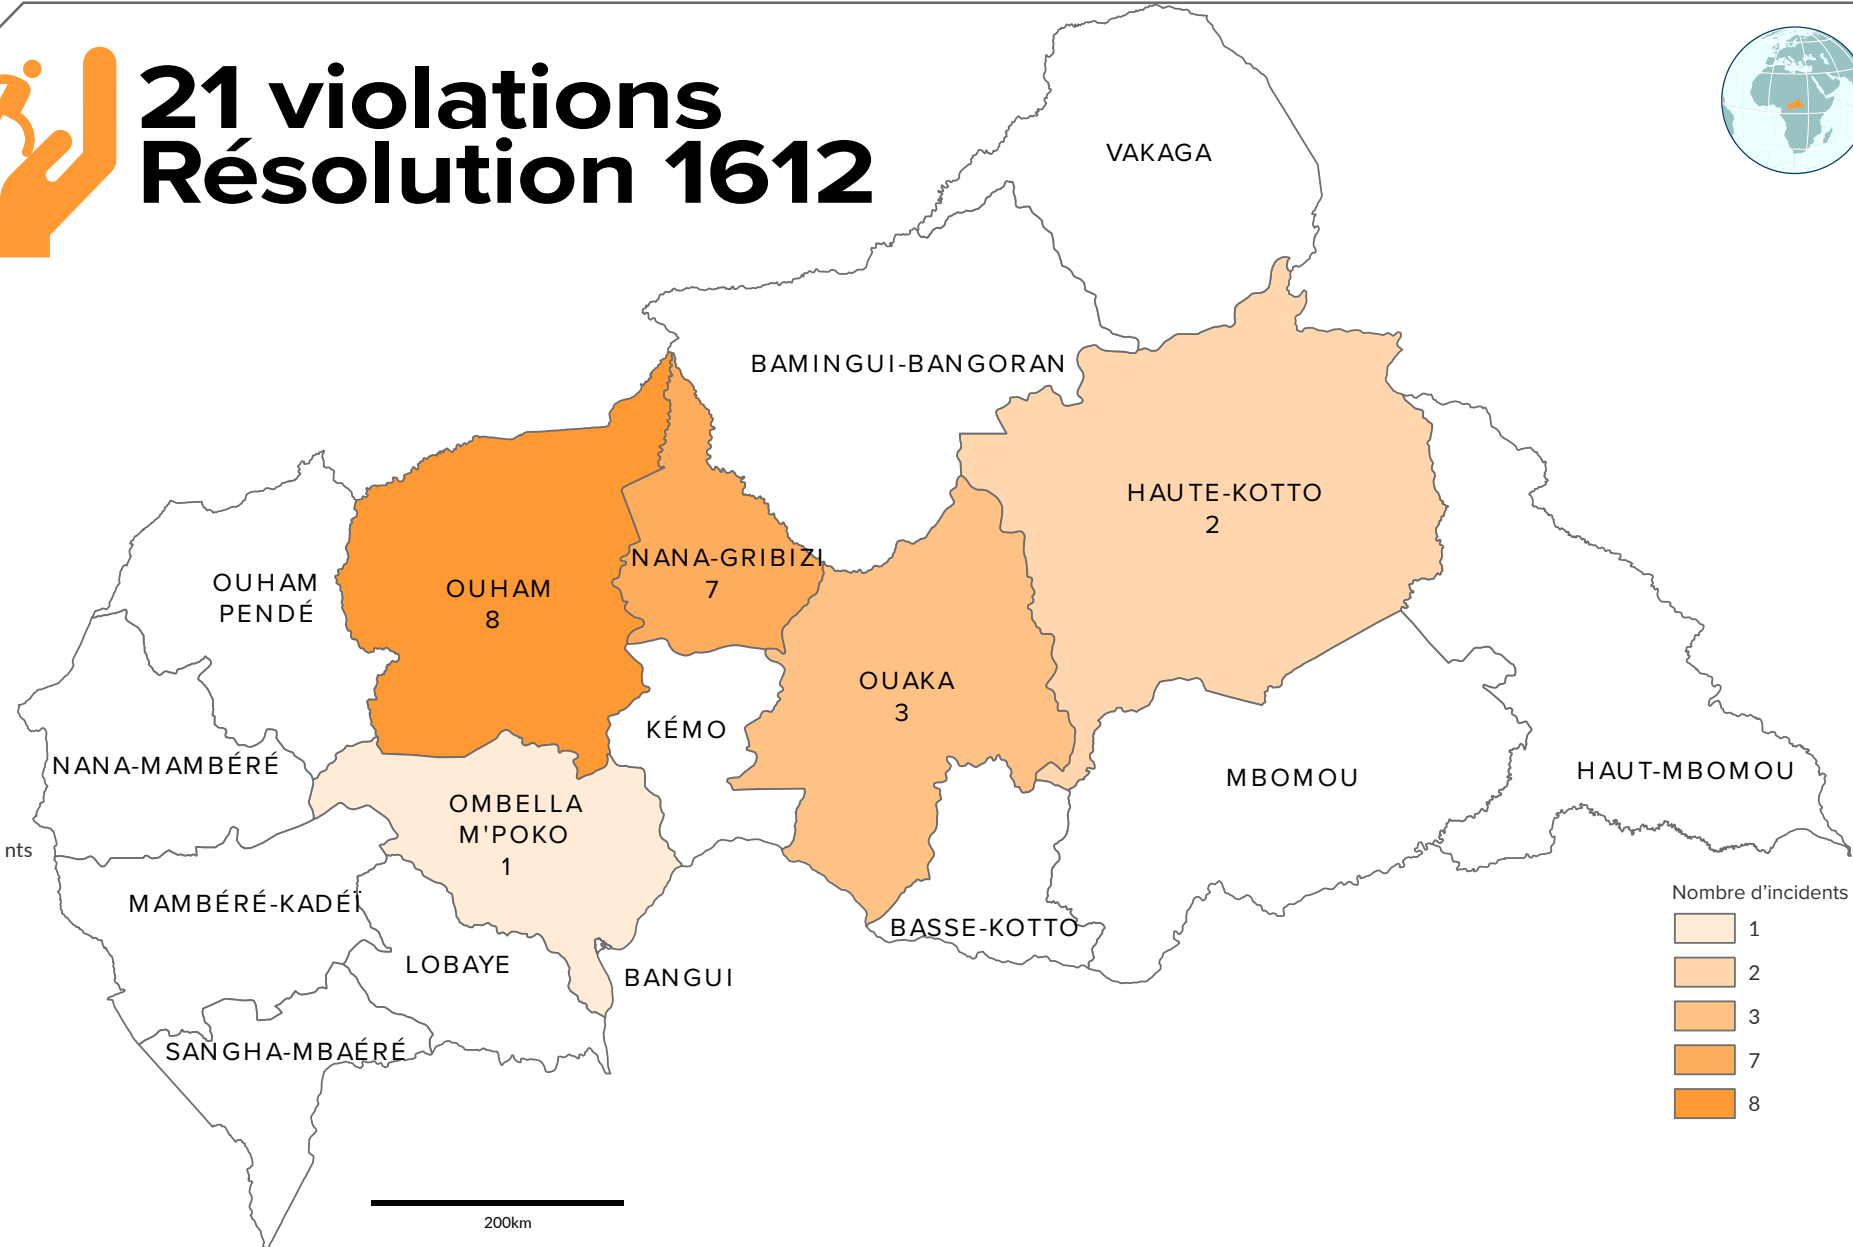 21 violations
Résolution 1612
VAKAGA
BAMINGUI-BANGORAN
HAUTE-KOTTO
2
NANA-GRIBIZI
7
OUHAM
PENDÉ
OUHAM
8
OUAKA
3
KÉMO
NANA-MAMBÉRÉ
HAUT-MBOMOU
MBOMOU
OMBELLA
M'POKO
1
nts
MAMBÉRÉ-KADÉÏ
BASSE-KOTTO
LOBAYE
BANGUI
SANGHA-MBAÉRÉ
Nombre d'incidents
1
2
3
7
8
200km